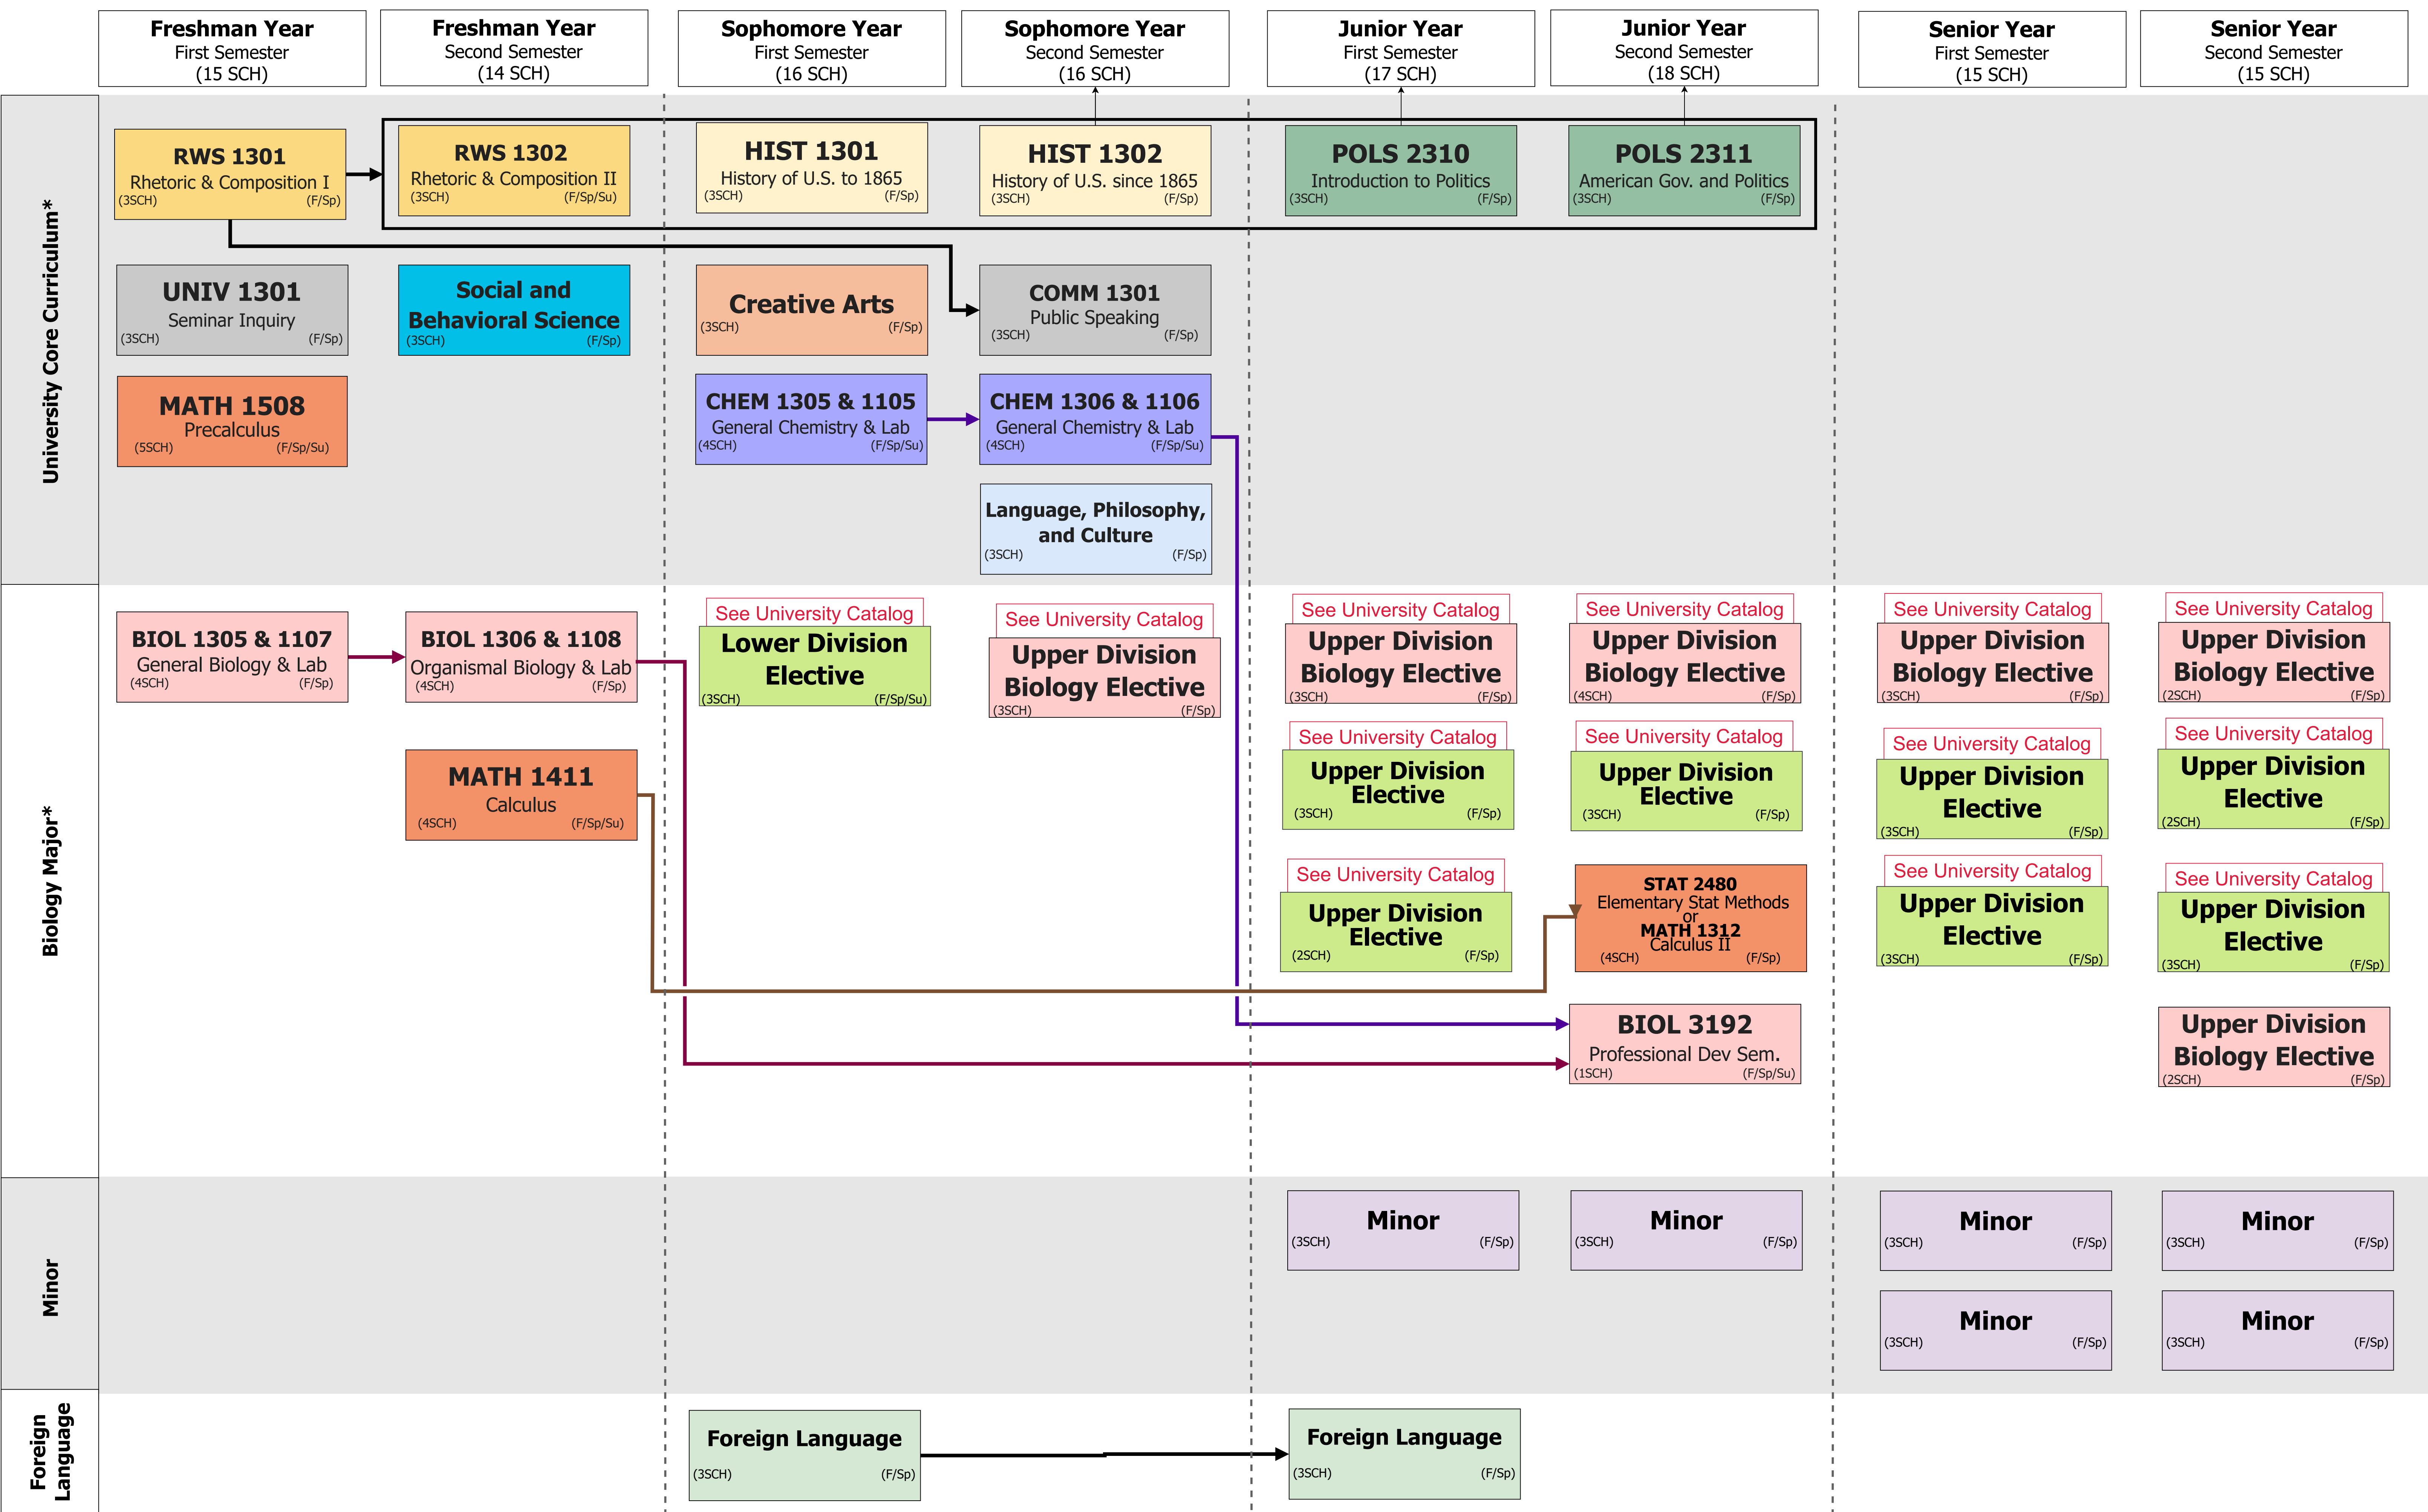 Freshman Year
First Semester
(15 SCH)
Freshman Year
Second Semester
(14 SCH)
Sophomore Year
First Semester
(16 SCH)
Sophomore Year
Second Semester
(16 SCH)
Junior Year
First Semester
(17 SCH)
Junior Year
Second Semester
(18 SCH)
Senior Year
First Semester
(15 SCH)
Senior Year
Second Semester
(15 SCH)
University Core Curriculum*
RWS 1301
Rhetoric & Composition I
(3SCH) (F/Sp)
RWS 1302
Rhetoric & Composition II
(3SCH) (F/Sp/Su)
HIST 1301
History of U.S. to 1865
(3SCH) (F/Sp)
HIST 1302
History of U.S. since 1865
(3SCH) (F/Sp)
POLS 2310
Introduction to Politics
(3SCH) (F/Sp)
POLS 2311
American Gov. and Politics
(3SCH) (F/Sp)
UNIV 1301
Seminar Inquiry
(3SCH) (F/Sp)
Social and
Behavioral Science
(3SCH) (F/Sp)
Creative Arts
(3SCH) (F/Sp)
COMM 1301
Public Speaking
(3SCH) (F/Sp)
MATH 1508
Precalculus
(5SCH) (F/Sp/Su)
CHEM 1305 & 1105
General Chemistry & Lab
(4SCH) (F/Sp/Su)
CHEM 1306 & 1106
General Chemistry & Lab
(4SCH) (F/Sp/Su)
Language, Philosophy,
and Culture
(3SCH) (F/Sp)
Biology Major*
BIOL 1305 & 1107
General Biology & Lab
(4SCH) (F/Sp)
BIOL 1306 & 1108
Organismal Biology & Lab
(4SCH) (F/Sp)
See University Catalog
Lower Division
Elective
(3SCH) (F/Sp/Su)
See University Catalog
Upper Division
Biology Elective
(3SCH) (F/Sp)
See University Catalog
Upper Division
Biology Elective
(3SCH) (F/Sp)
See University Catalog
Upper Division
Biology Elective
(4SCH) (F/Sp)
See University Catalog
Upper Division
Biology Elective
(3SCH) (F/Sp)
See University Catalog
Upper Division
Biology Elective
(2SCH) (F/Sp)
MATH 1411
Calculus
(4SCH) (F/Sp/Su)
See University Catalog
Upper Division
Elective
(3SCH) (F/Sp)
See University Catalog
Upper Division
Elective
(3SCH) (F/Sp)
See University Catalog
Upper Division
Elective
(3SCH) (F/Sp)
See University Catalog
Upper Division
Elective
(2SCH) (F/Sp)
See University Catalog
Upper Division
Elective
(2SCH) (F/Sp)
STAT 2480
Elementary Stat Methods
or
MATH 1312
Calculus II
(4SCH) (F/Sp)
See University Catalog
Upper Division
Elective
(3SCH) (F/Sp)
See University Catalog
Upper Division
Elective
(3SCH) (F/Sp)
BIOL 3192
Professional Dev Sem.
(1SCH) (F/Sp/Su)
Upper Division
Biology Elective
(2SCH) (F/Sp)
Minor
Minor
(3SCH) (F/Sp)
Minor
(3SCH) (F/Sp)
Minor
(3SCH) (F/Sp)
Minor
(3SCH) (F/Sp)
Minor
(3SCH) (F/Sp)
Minor
(3SCH) (F/Sp)
Foreign
Language
Foreign Language
(3SCH) (F/Sp)
Foreign Language
(3SCH) (F/Sp)